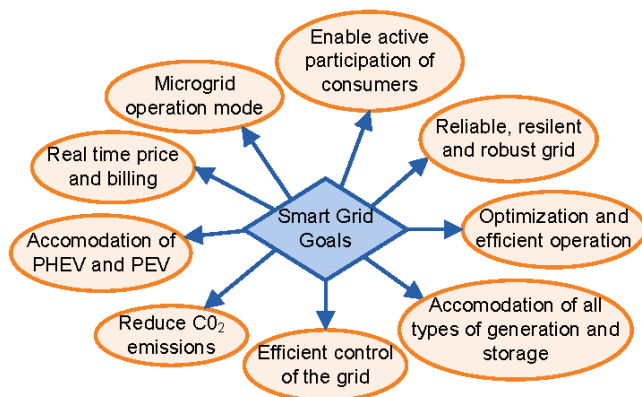 Enable active
participation of
consumers
Microgrid
operation mode
Reliable, resilent
and robust grid
Real time price
and billing
Smart Grid
Goals
Optimization and
efficient operation
Accomodation of
PHEV and PEV
Accomodation of all
types of generation and
storage
Reduce C0₂
emissions
Efficient control
of the grid